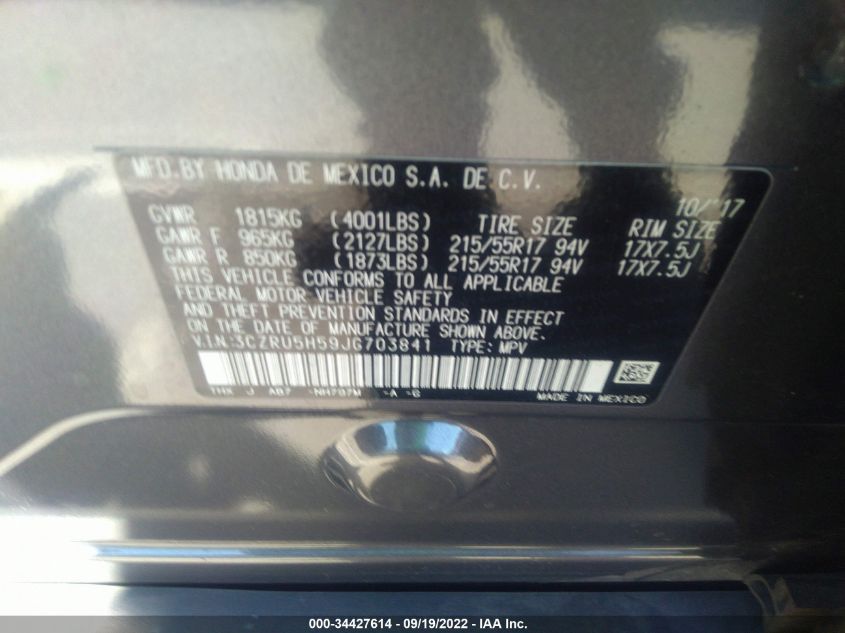 MFD.BY HONDA DE MEXICO S.A. DE C.V.
10/'17
GVWR 1815KG (4001LBS) TIRE SIZE RIM SIZE
GAWR F 965KG (2127LBS) 215/55R17 94V 17X7.5J
GAWR R 850KG (1873LBS) 215/55R17 94V 17X7.5J
THIS VEHICLE CONFORMS TO ALL APPLICABLE
FEDERAL MOTOR VEHICLE SAFETY
AND THEFT PREVENTION STANDARDS IN EFFECT
ON THE DATE OF MANUFACTURE SHOWN ABOVE.
V.I.N:3CZRU5H59JG703841 TYPE: MPV
THX J AB7 -NH797M -A -G MADE IN MEXICO
000-34427614 - 09/19/2022 - IAA Inc.